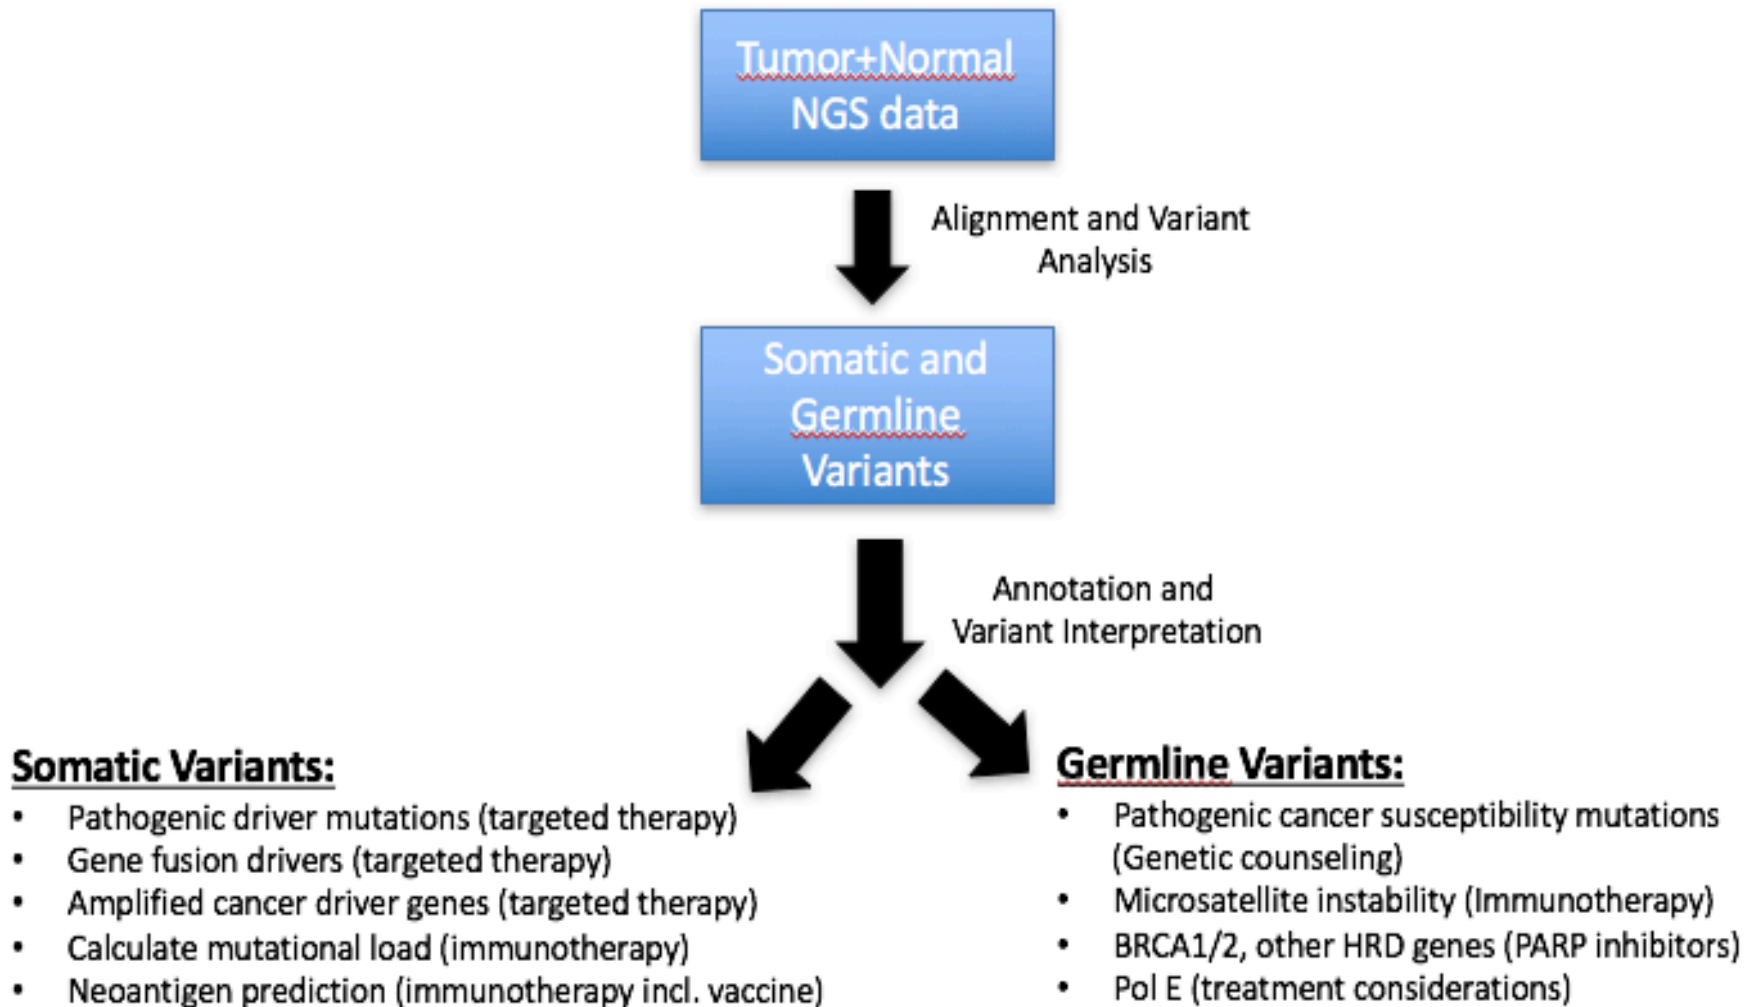 Tumor+Normal
NGS data
Alignment and Variant
Analysis
Somatic and
Germline
Variants
Annotation and
Variant Interpretation
Somatic Variants:
• Pathogenic driver mutations (targeted therapy)
• Gene fusion drivers (targeted therapy)
• Amplified cancer driver genes (targeted therapy)
• Calculate mutational load (immunotherapy)
• Neoantigen prediction (immunotherapy incl. vaccine)
Germline Variants:
• Pathogenic cancer susceptibility mutations
(Genetic counseling)
• Microsatellite instability (Immunotherapy)
• BRCA1/2, other HRD genes (PARP inhibitors)
• Pol E (treatment considerations)